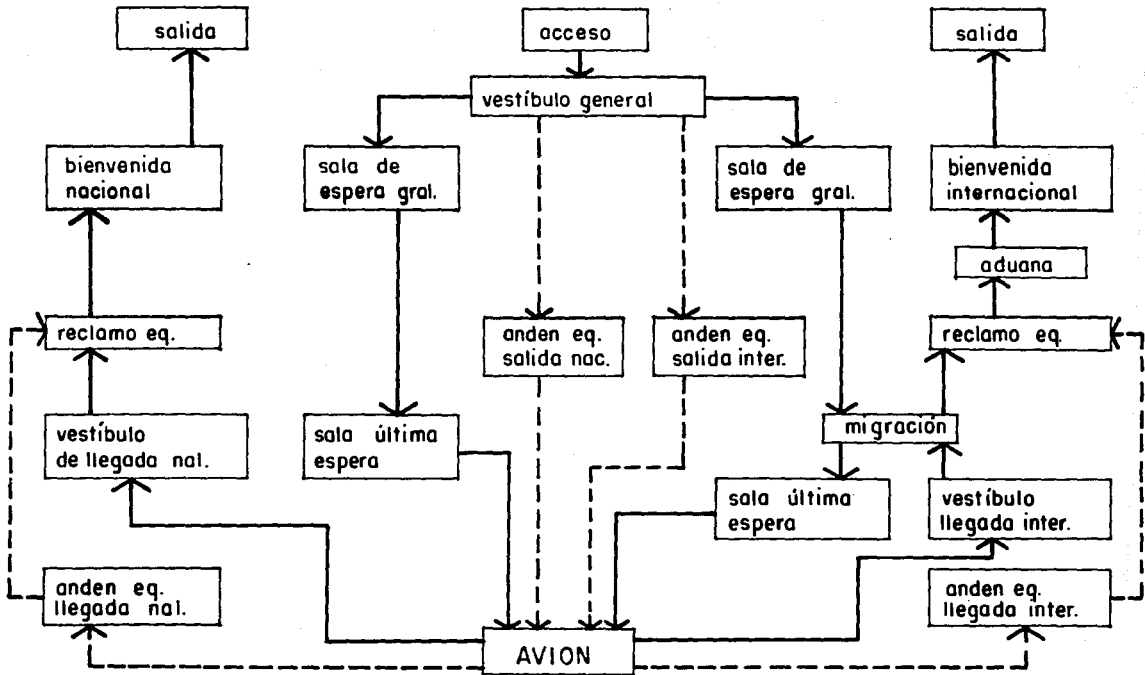 salida
acceso
salida
vestíbulo general
bienvenida
nacional
sala de
espera gral.
sala de
espera gral.
bienvenida
internacional
aduana
reclamo eq.
anden eq.
salida nac.
anden eq.
salida inter.
reclamo eq.
vestíbulo
de llegada nal.
sala última
espera
migración
sala última
espera
vestíbulo
llegada inter.
anden eq.
llegada nal.
anden eq.
llegada inter.
AVION